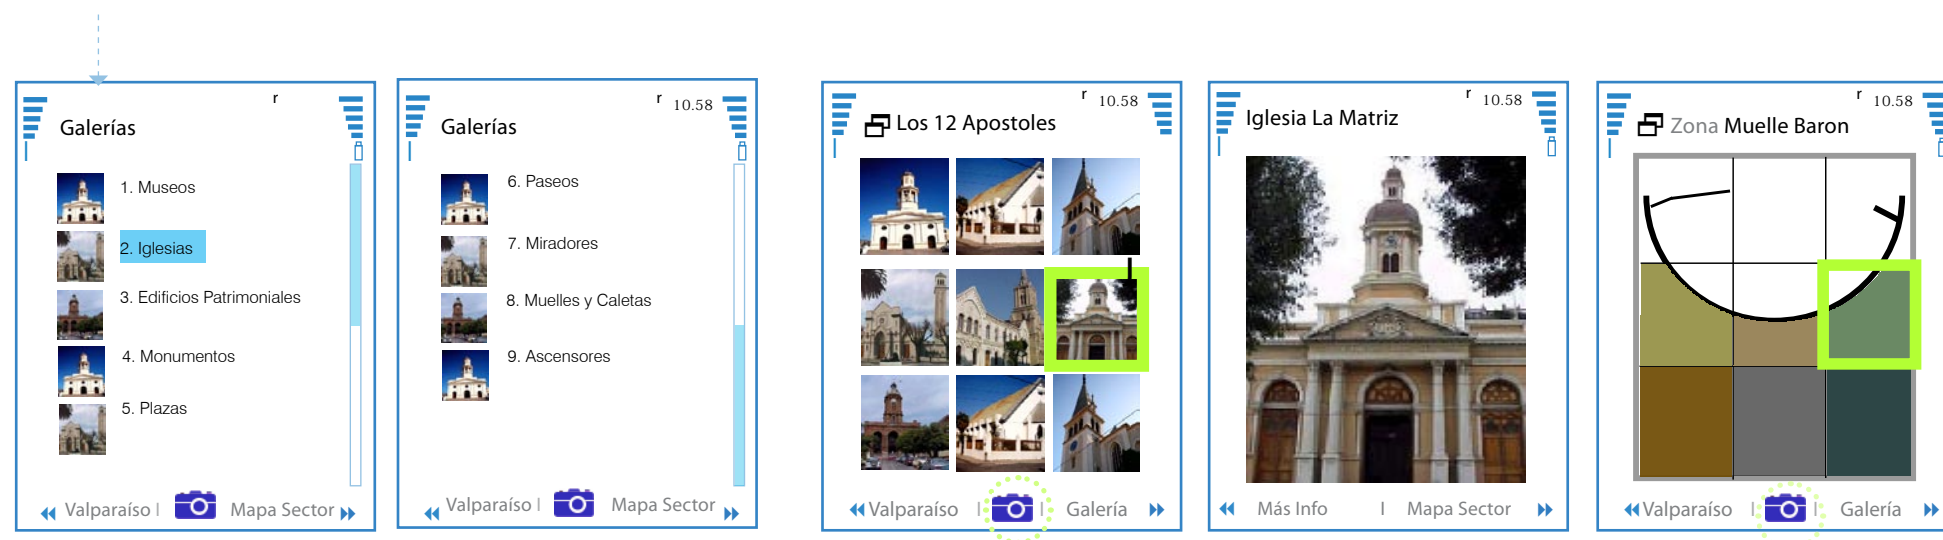 r
Galerías
1. Museos
2. Iglesias
3. Edificios Patrimoniales
4. Monumentos
5. Plazas
Valparaíso I Mapa Sector
r 10.58
Galerías
6. Paseos
7. Miradores
8. Muelles y Caletas
9. Ascensores
Valparaíso I Mapa Sector
r 10.58
Los 12 Apostoles
Valparaíso I I Galería
r 10.58
Iglesia La Matriz
Más Info I Mapa Sector
r 10.58
Zona Muelle Baron
Valparaíso I I Galería